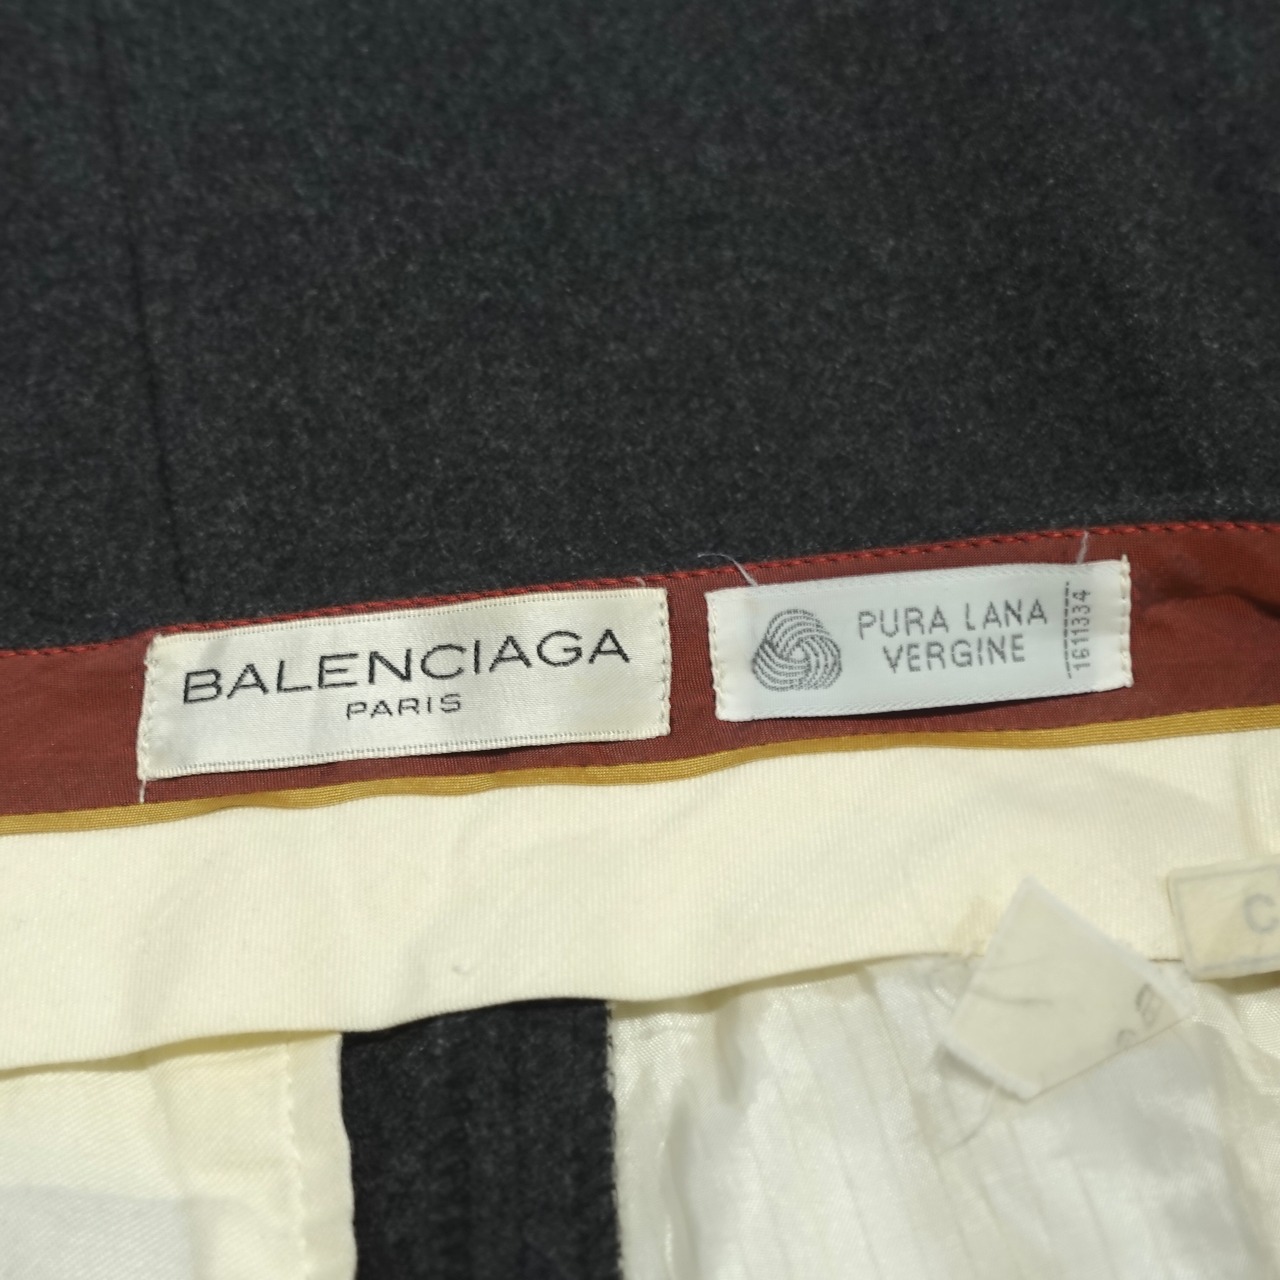 BALENCIAGA
PARIS
PURA LANA
VERGINE
1611334
C